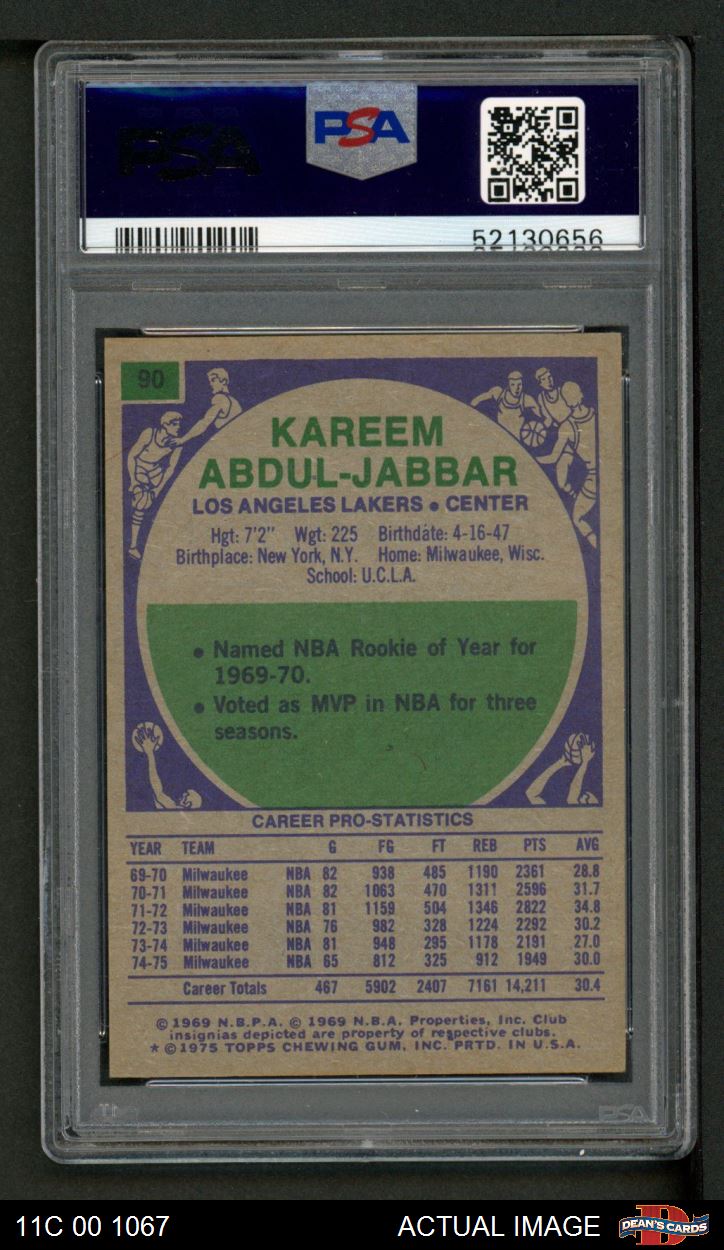 PSA
PSA
52130656
90
KAREEM
ABDUL-JABBAR
LOS ANGELES LAKERS • CENTER
Hgt: 7'2" Wgt: 225 Birthdate: 4-16-47
Birthplace: New York, N.Y. Home: Milwaukee, Wisc.
School: U.C.L.A.
• Named NBA Rookie of Year for
1969-70.
• Voted as MVP in NBA for three
seasons.
CAREER PRO-STATISTICS
YEAR TEAM G FG FT REB PTS AVG
69-70 Milwaukee NBA 82 938 485 1190 2361 28.8
70-71 Milwaukee NBA 82 1063 470 1311 2596 31.7
71-72 Milwaukee NBA 81 1159 504 1346 2822 34.8
72-73 Milwaukee NBA 76 982 328 1224 2292 30.2
73-74 Milwaukee NBA 81 948 295 1178 2191 27.0
74-75 Milwaukee NBA 65 812 325 912 1949 30.0
Career Totals 467 5902 2407 7161 14,211 30.4
© 1969 N.B.P.A. © 1969 N.B.A. Properties, Inc. Club
insignias depicted are property of respective clubs.
* © 1975 TOPPS CHEWING GUM, INC. PRTD. IN U.S.A.
PSA
11C 00 1067
ACTUAL IMAGE
DEAN'S CARDS